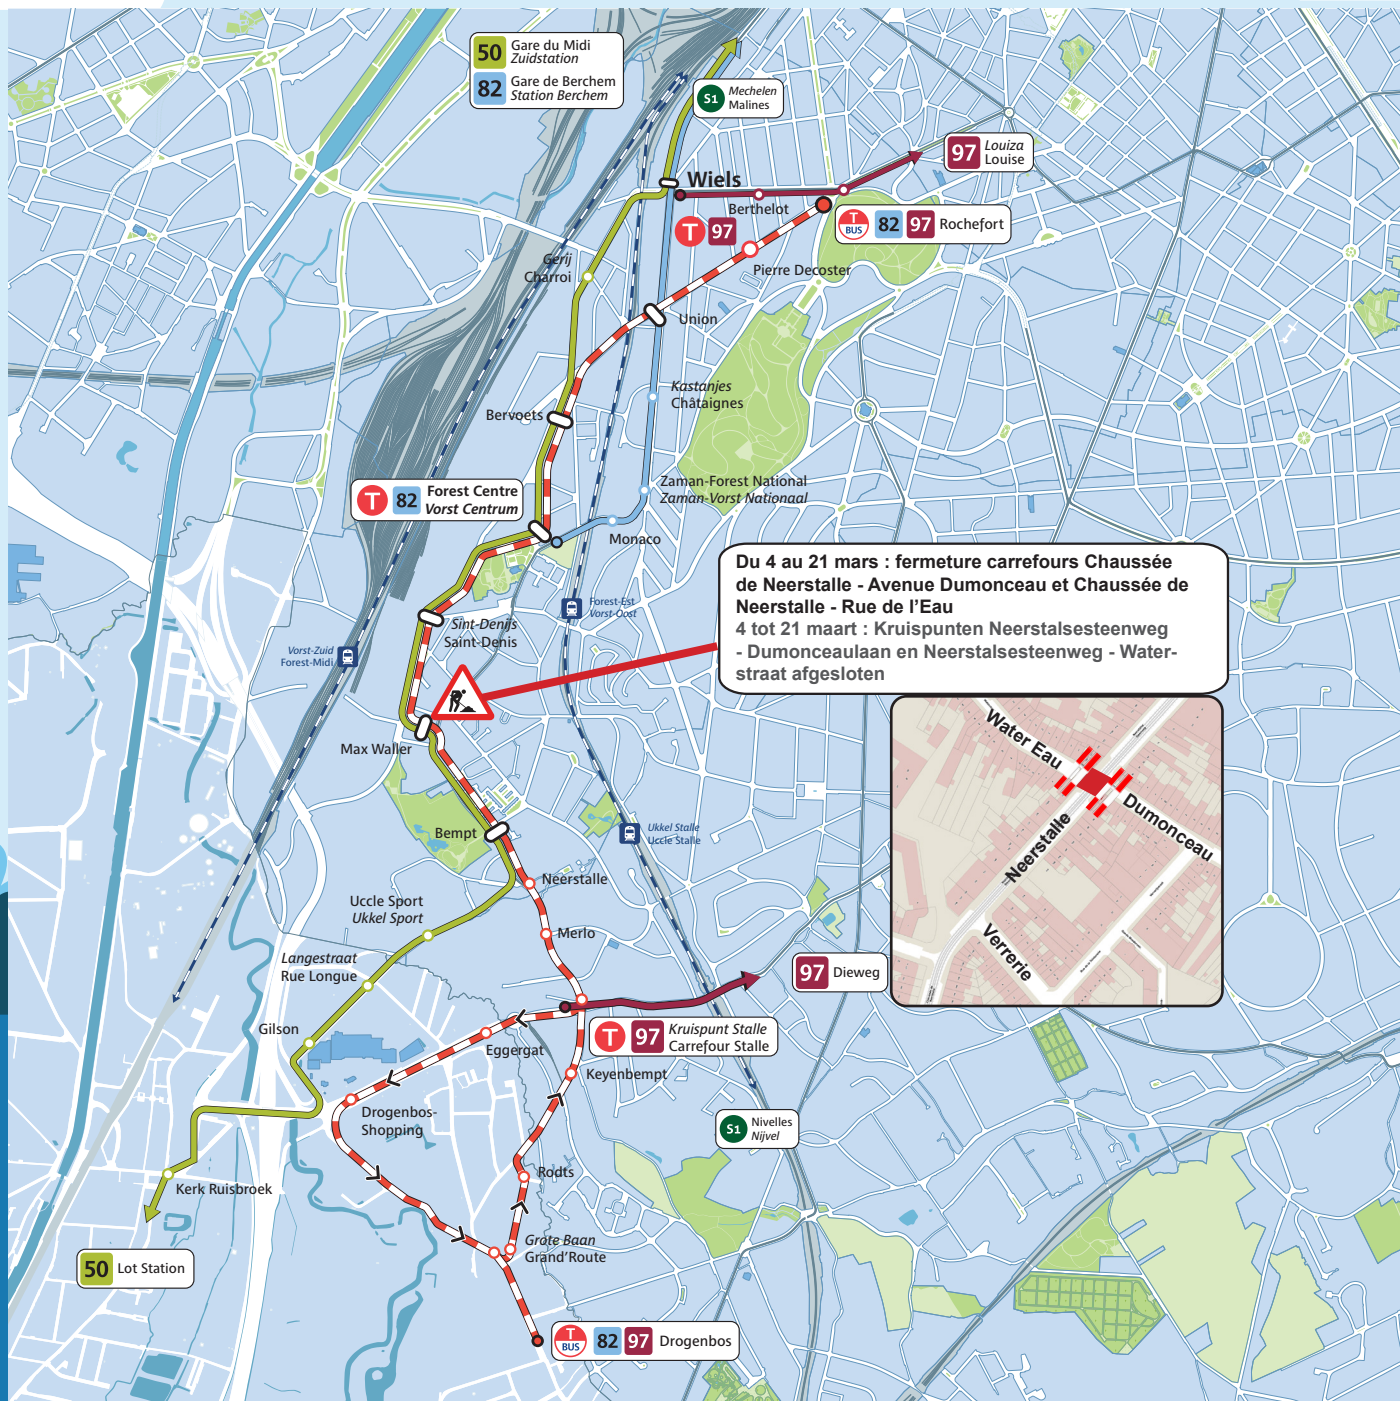 50 Gare du Midi
Zuidstation
82 Gare de Berchem
Station Berchem
S1 Mechelen
Malines
97 Louiza
Louise
Wiels
Berthelot
T 97
T BUS 82 97 Rochefort
Gerij
Charroi
Pierre Decoster
Union
Kastanjes
Châtaignes
Bervoets
Zaman-Forest National
Zaman-Vorst Nationaal
T 82 Forest Centre
Vorst Centrum
Monaco
Du 4 au 21 mars : fermeture carrefours Chaussée
de Neerstalle - Avenue Dumonceau et Chaussée de
Neerstalle - Rue de l'Eau
4 tot 21 maart : Kruispunten Neerstalsesteenweg
- Dumonceaulaan en Neerstalsesteenweg - Water-
straat afgesloten
Forest-Est
Vorst-Oost
Sint-Denijs
Saint-Denis
Vorst-Zuid
Forest-Midi
Max Waller
Water Eau
Dumonceau
Neerstalle
Verrerie
Bempt
Ukkel Stalle
Uccle Stalle
Neerstalle
Uccle Sport
Ukkel Sport
Merlo
Langestraat
Rue Longue
97 Dieweg
Gilson
T 97 Kruispunt Stalle
Carrefour Stalle
Eggergat
Keyenbempt
Drogenbos-
Shopping
S1 Nivelles
Nijvel
Rodts
Kerk Ruisbroek
Grote Baan
Grand'Route
50 Lot Station
T BUS 82 97 Drogenbos